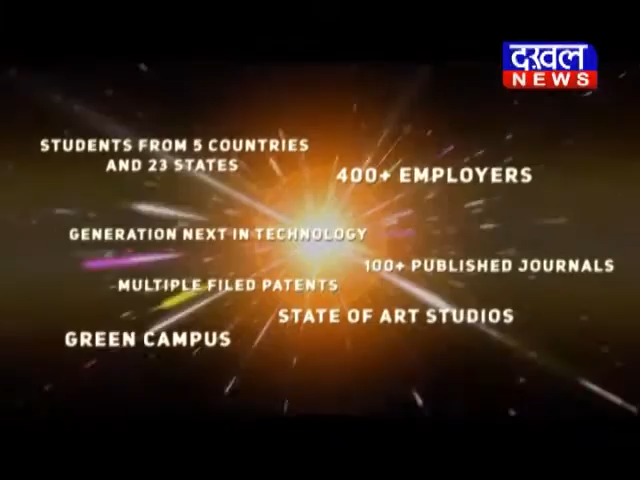 दख़ल
NEWS
STUDENTS FROM 5 COUNTRIES
AND 23 STATES
400+ EMPLOYERS
GENERATION NEXT IN TECHNOLOGY
100+ PUBLISHED JOURNALS
MULTIPLE FILED PATENTS
STATE OF ART STUDIOS
GREEN CAMPUS